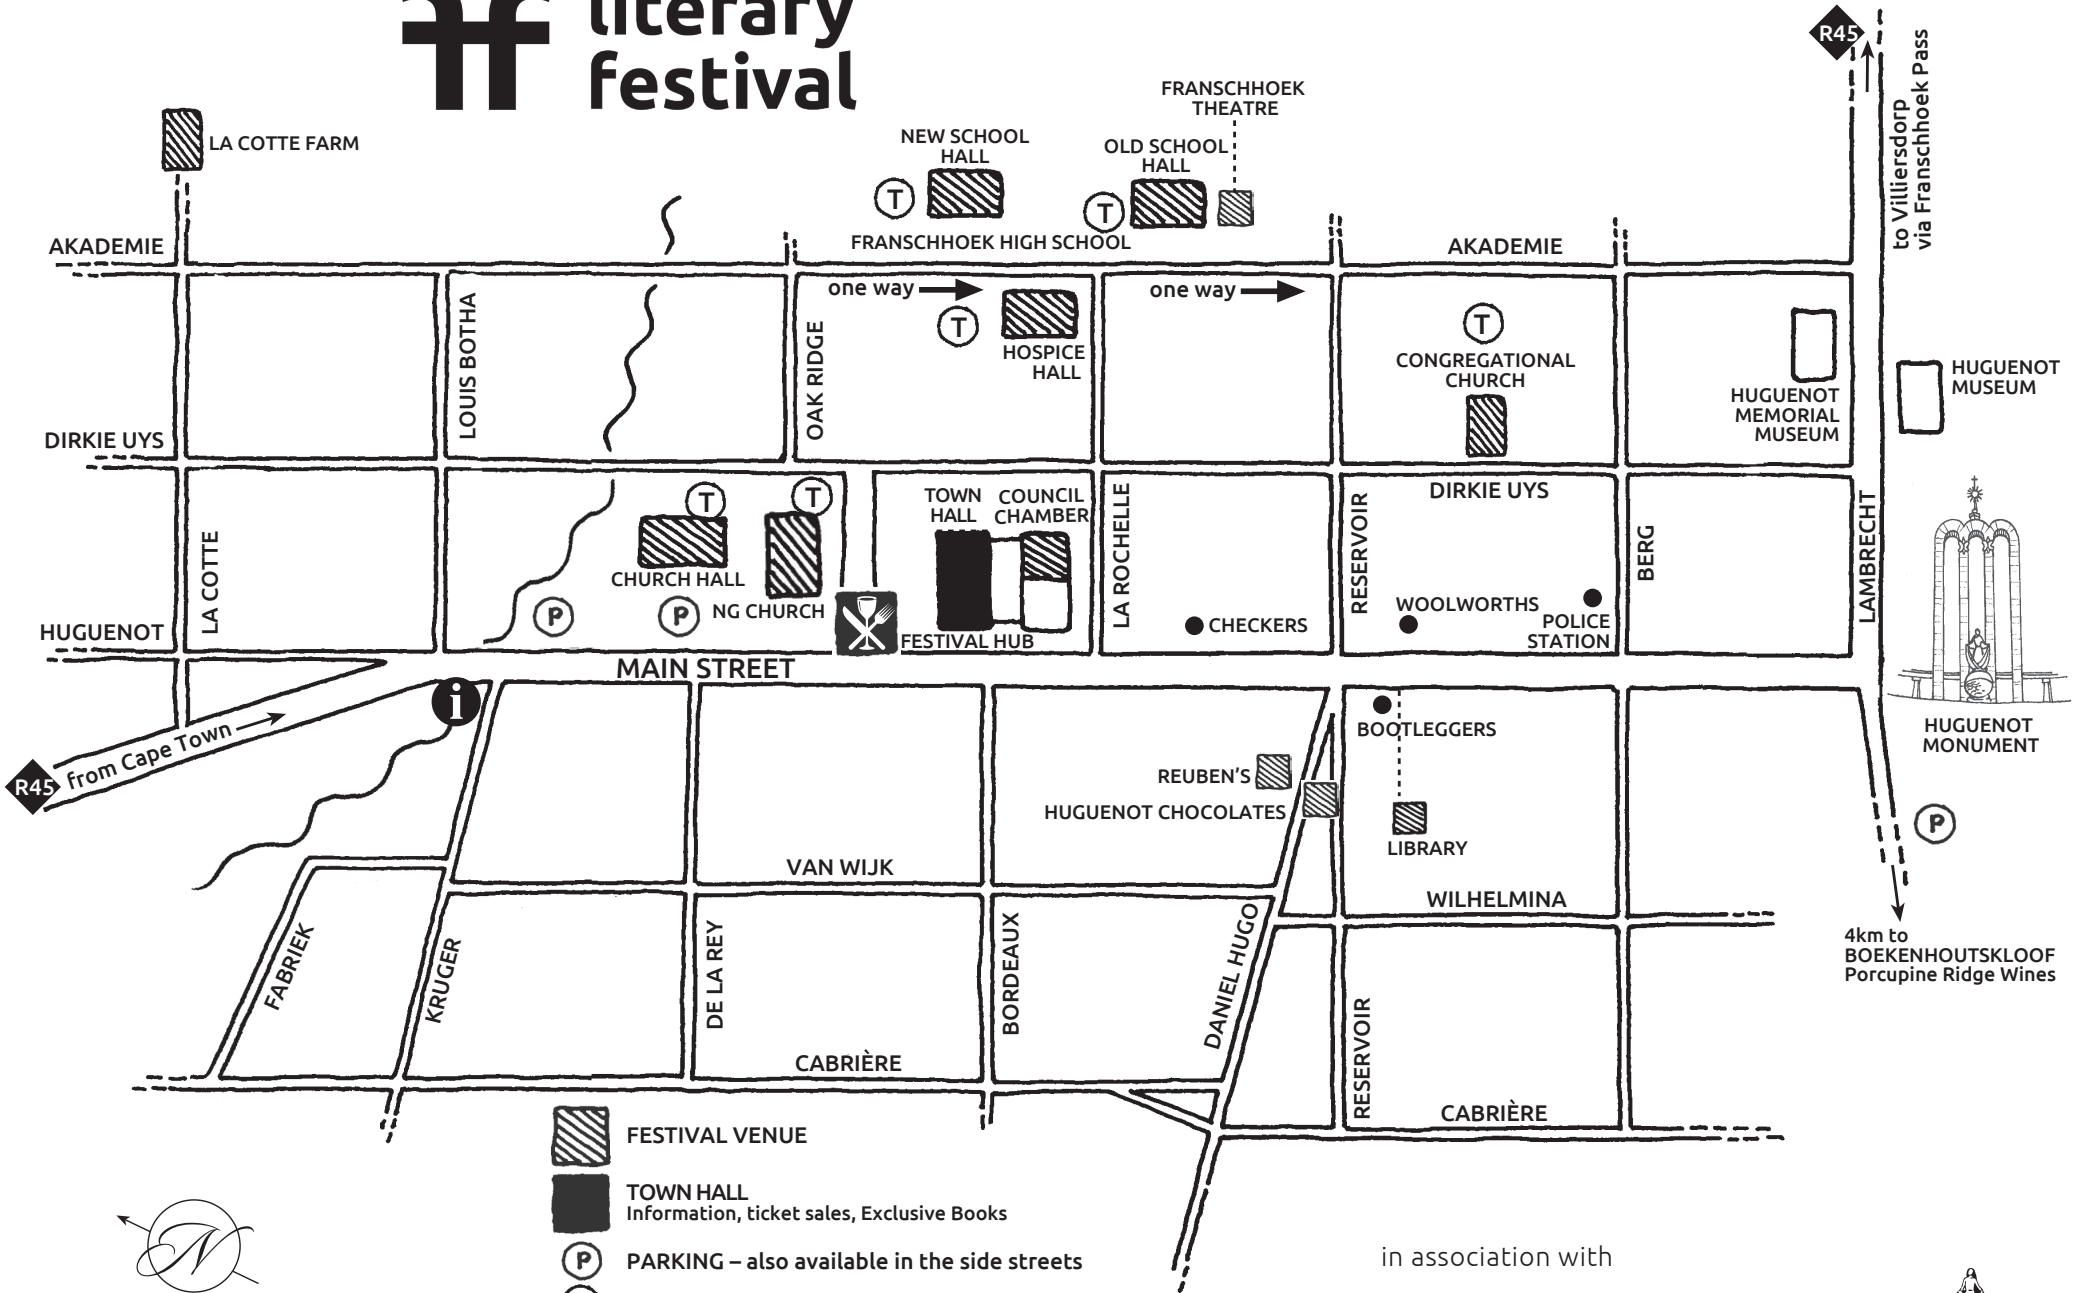 literary
festival
R45
to Villiersdorp
via Franschhoek Pass
FRANSCHHOEK
THEATRE
LA COTTE FARM
NEW SCHOOL
HALL
OLD SCHOOL
HALL
T
T
AKADEMIE
FRANSCHHOEK HIGH SCHOOL
AKADEMIE
one way
one way
T
HOSPICE
HALL
T
CONGREGATIONAL
CHURCH
LOUIS BOTHA
OAK RIDGE
HUGUENOT
MEMORIAL
MUSEUM
HUGUENOT
MUSEUM
DIRKIE UYS
DIRKIE UYS
T
T
TOWN
HALL
COUNCIL
CHAMBER
LA COTTE
LA ROCHELLE
RESERVOIR
BERG
LAMBRECHT
CHURCH HALL
NG CHURCH
P
P
FESTIVAL HUB
CHECKERS
WOOLWORTHS
POLICE
STATION
HUGUENOT
MAIN STREET
i
R45
from Cape Town
BOOTLEGGERS
HUGUENOT
MONUMENT
REUBEN'S
HUGUENOT CHOCOLATES
LIBRARY
P
VAN WIJK
WILHELMINA
FABRIEK
KRUGER
DE LA REY
BORDEAUX
DANIEL HUGO
RESERVOIR
4km to
BOEKENHOUTSKLOOF
Porcupine Ridge Wines
CABRIÈRE
CABRIÈRE
FESTIVAL VENUE
TOWN HALL
Information, ticket sales, Exclusive Books
P
PARKING – also available in the side streets
N
in association with